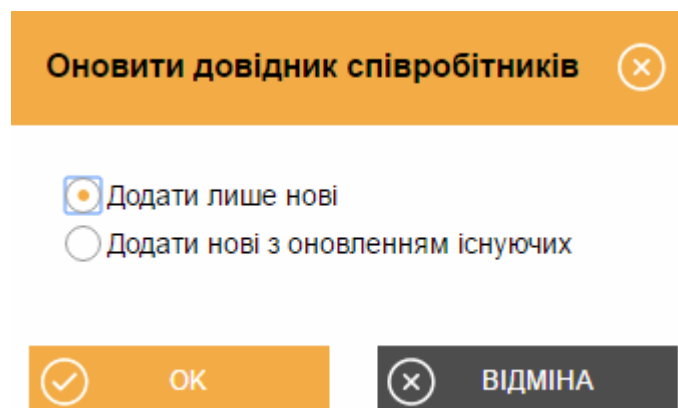 Оновити довідник співробітників
Додати лише нові
Додати нові з оновленням існуючих
ОК
ВІДМІНА